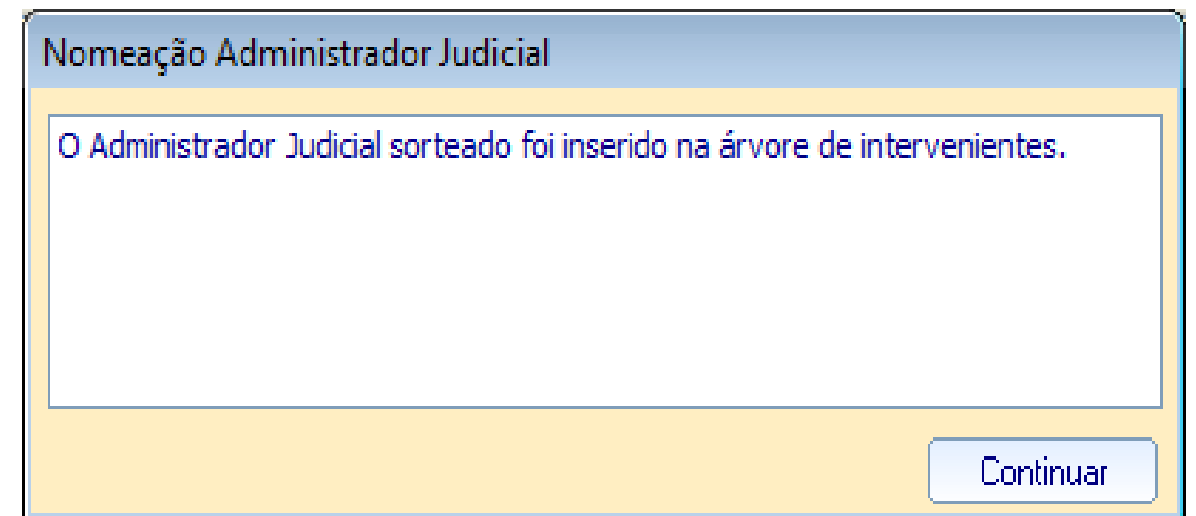 Nomeação Administrador Judicial
O Administrador Judicial sorteado foi inserido na árvore de intervenientes.
Continuar